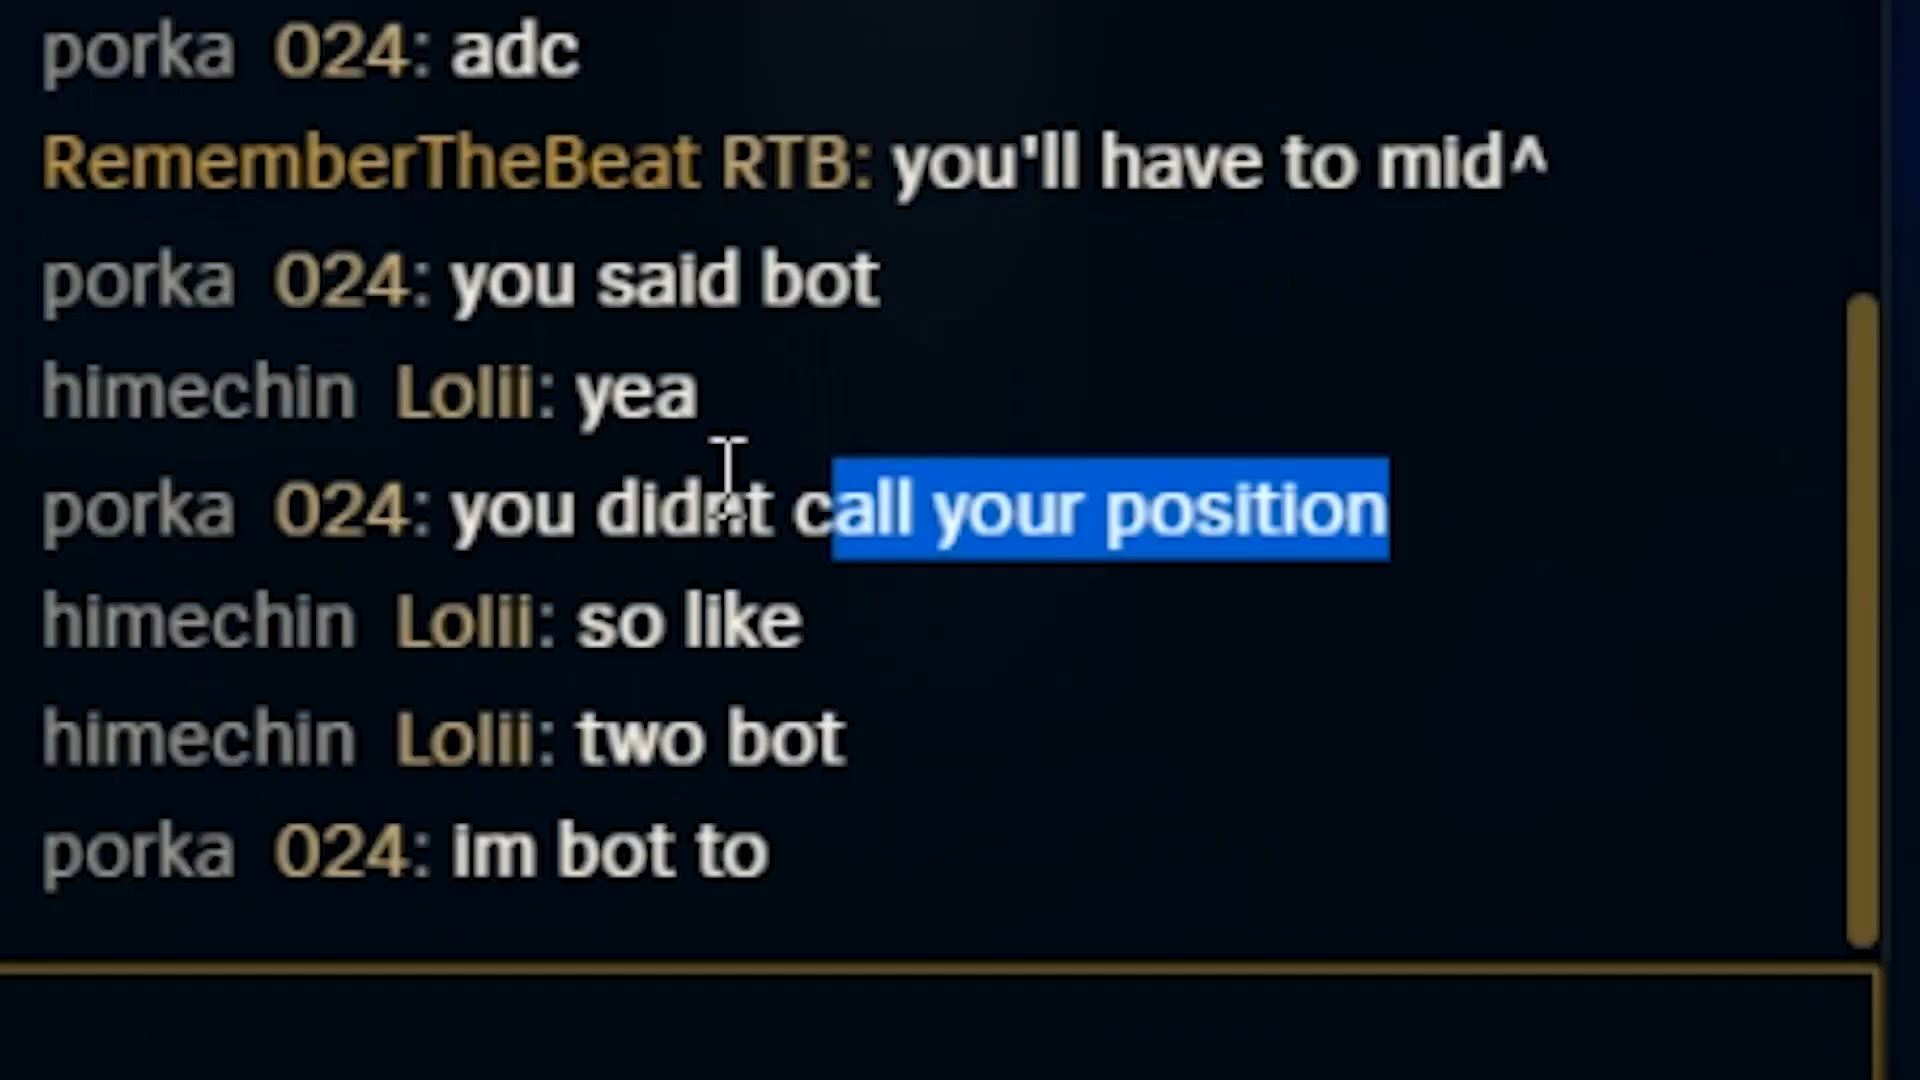 porka 024: adc
RememberTheBeat RTB: you'll have to mid^
porka 024: you said bot
himechin Lolii: yea
porka 024: you didnt call your position
himechin Lolii: so like
himechin Lolii: two bot
porka 024: im bot to